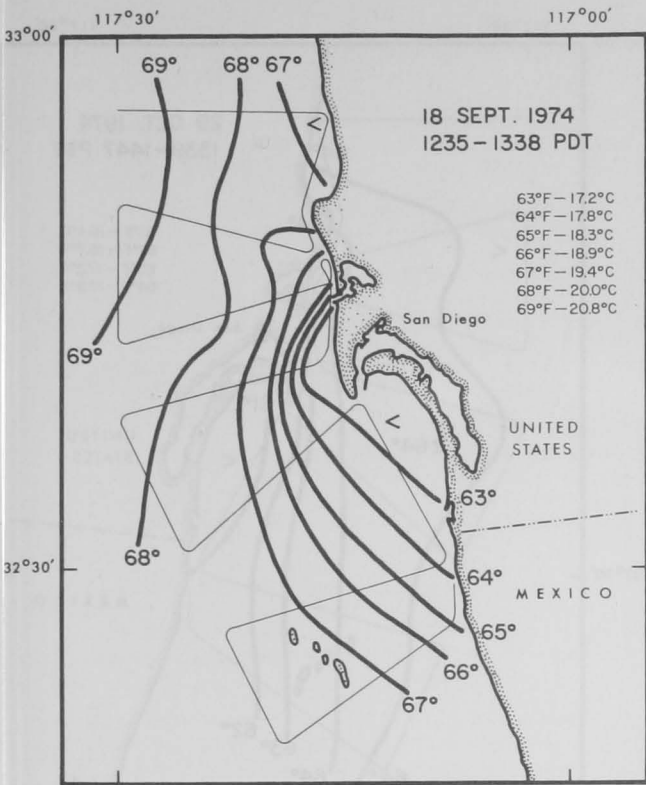 117°30'
117°00'
33°00'
69°
68°
67°
18 SEPT. 1974
1235-1338 PDT
63°F-17.2°C
64°F-17.8°C
65°F-18.3°C
66°F-18.9°C
67°F-19.4°C
68°F-20.0°C
69°F-20.8°C
San Diego
69°
UNITED
STATES
63°
68°
32°30'
64°
MEXICO
65°
66°
67°